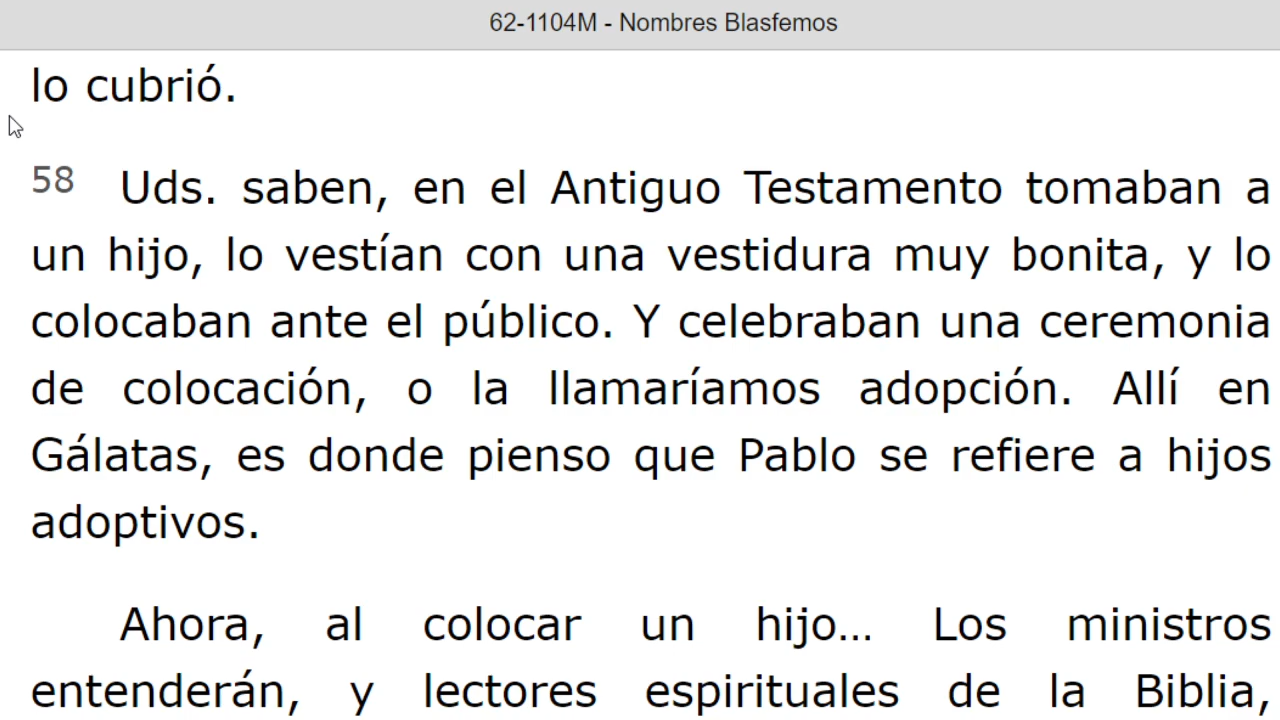 62-1104M - Nombres Blasfemos
lo cubrió.
58 Uds. saben, en el Antiguo Testamento tomaban a
un hijo, lo vestían con una vestidura muy bonita, y lo
colocaban ante el público. Y celebraban una ceremonia
de colocación, o la llamaríamos adopción. Allí en
Gálatas, es donde pienso que Pablo se refiere a hijos
adoptivos.
Ahora, al colocar un hijo... Los ministros
entenderán, y lectores espirituales de la Biblia,